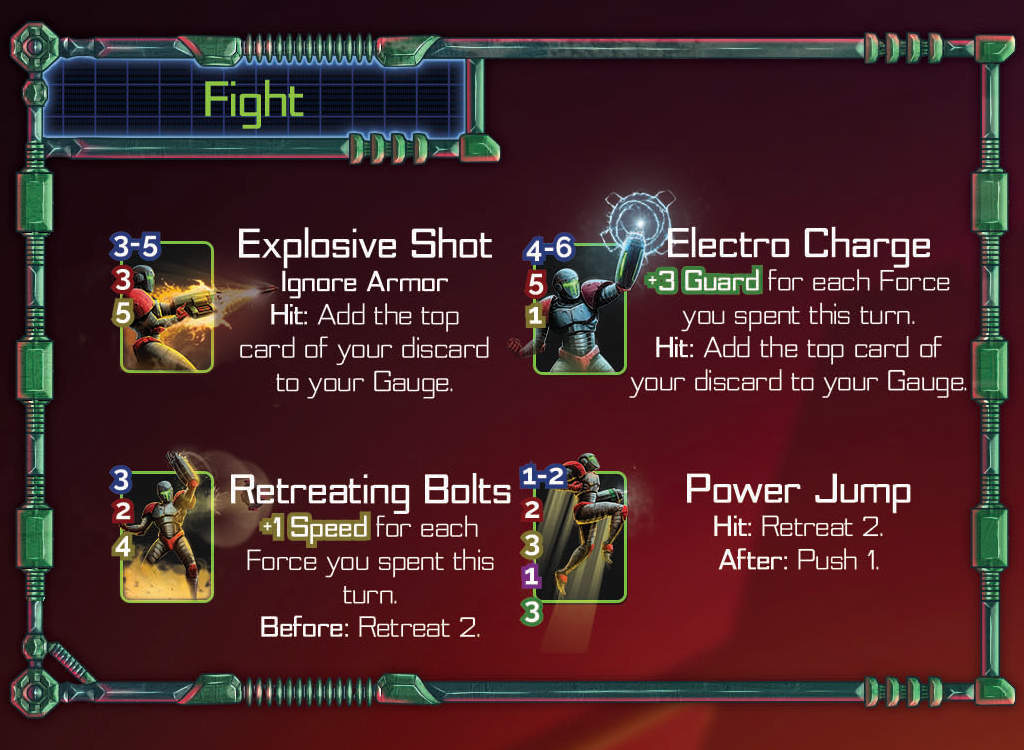 Fight
3-5
3
5
Explosive Shot
Ignore Armor
Hit: Add the top
card of your discard
to your Gauge.
4-6
5
1
Electro Charge
+3 Guard for each Force
you spent this turn.
Hit: Add the top card of
your discard to your Gauge.
3
2
4
Retreating Bolts
+1 Speed for each
Force you spent this
turn.
Before: Retreat 2.
1-2
2
3
1
3
Power Jump
Hit: Retreat 2.
After: Push 1.